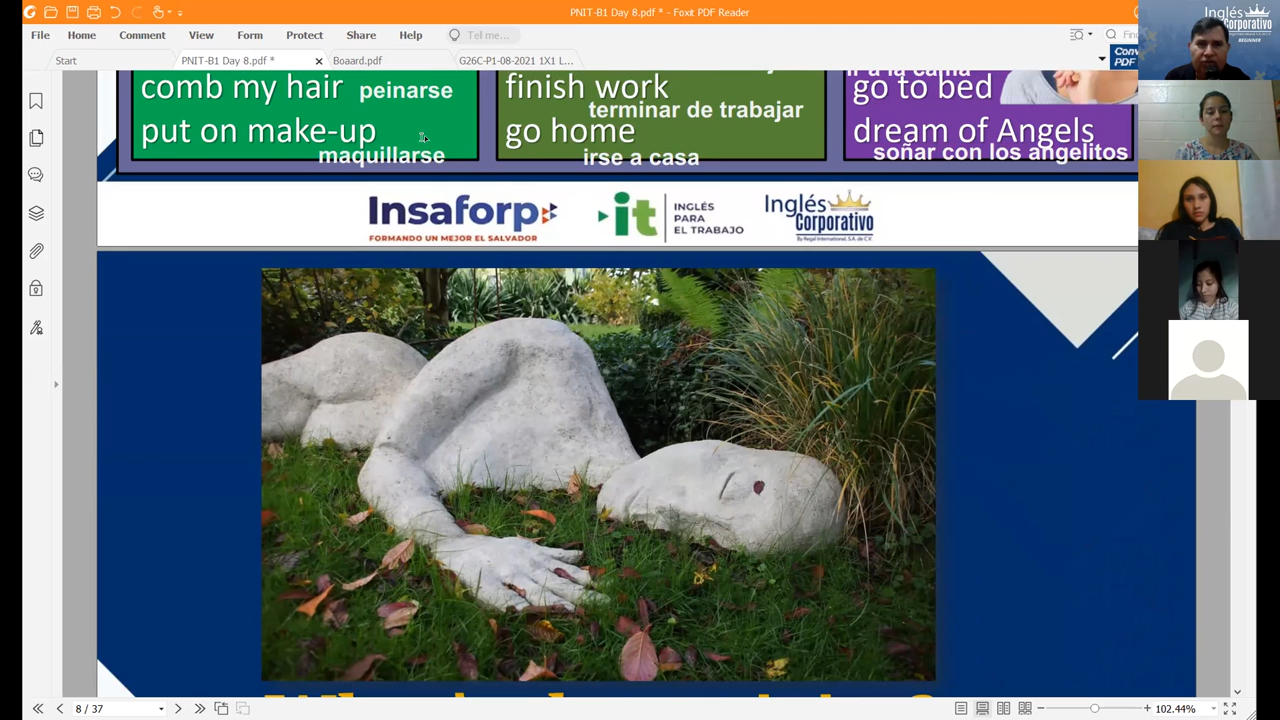 PNIT-B1 Day 8.pdf * - Foxit PDF Reader
File Home Comment View Form Protect Share Help Tell me...
Start PNIT-B1 Day 8.pdf * Boaard.pdf G26C-P1-08-2021 1X1 L...
Inglés
Corporativo
BEGINNER
PDF
comb my hair peinarse
put on make-up
maquillarse
finish work
terminar de trabajar
go home
irse a casa
go to bed
dream of Angels
soñar con los angelitos
Insaforp
FORMANDO UN MEJOR EL SALVADOR
it INGLÉS
PARA
EL TRABAJO
Inglés
Corporativo
By Regal International, S.A. de C.V.
8 / 37
102.44%